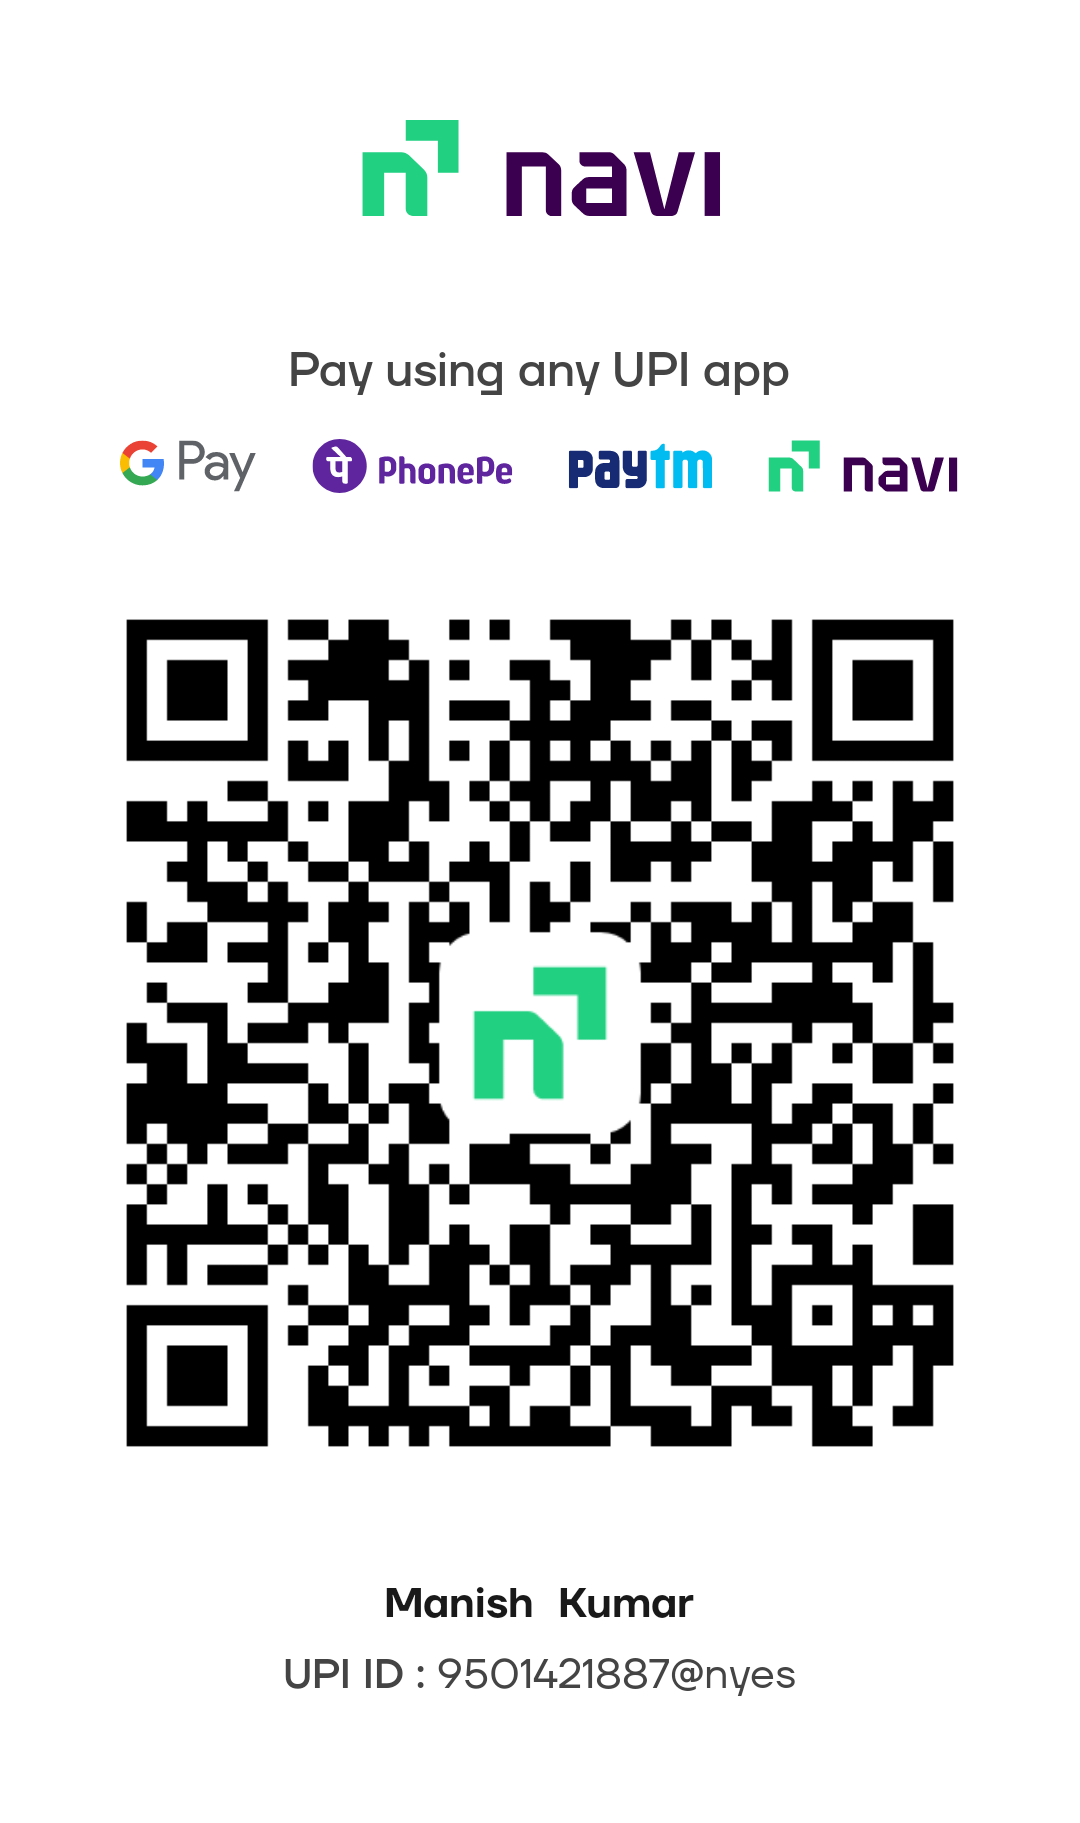 navi
Pay using any UPI app
G Pay पे PhonePe paytm navi
Manish Kumar
UPI ID : 9501421887@nyes